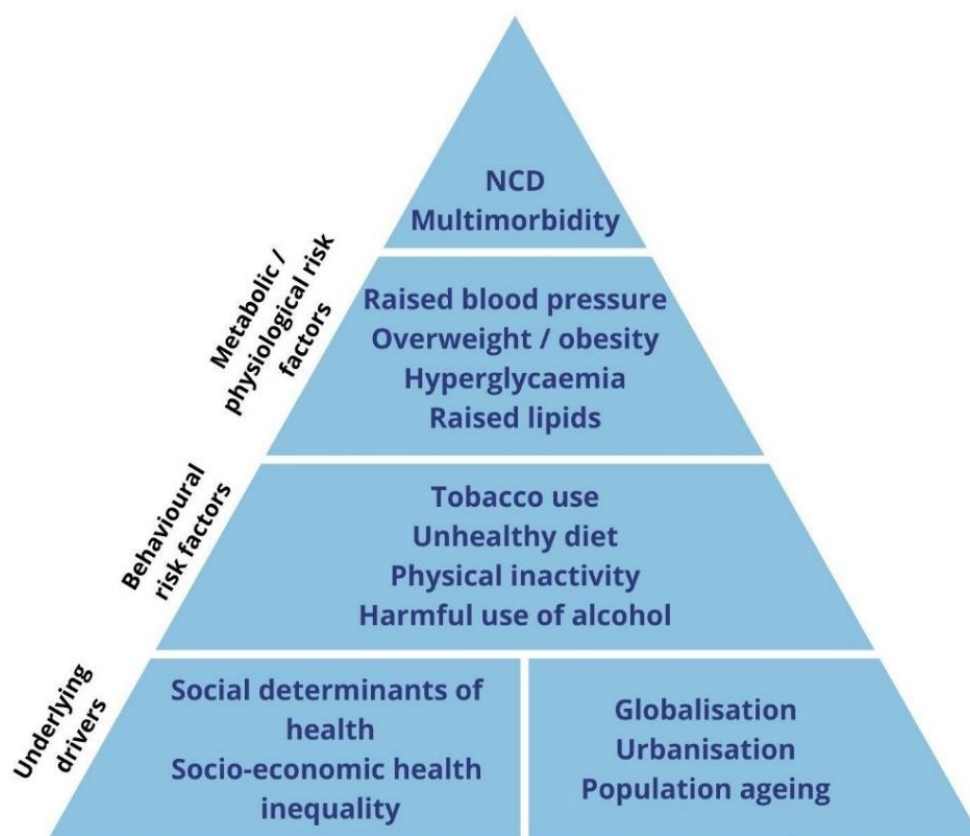 NCD
Multimorbidity
Metabolic /
physiological risk
factors
Raised blood pressure
Overweight / obesity
Hyperglycaemia
Raised lipids
Behavioural
risk factors
Tobacco use
Unhealthy diet
Physical inactivity
Harmful use of alcohol
Underlying
drivers
Social determinants of
health
Socio-economic health
inequality
Globalisation
Urbanisation
Population ageing